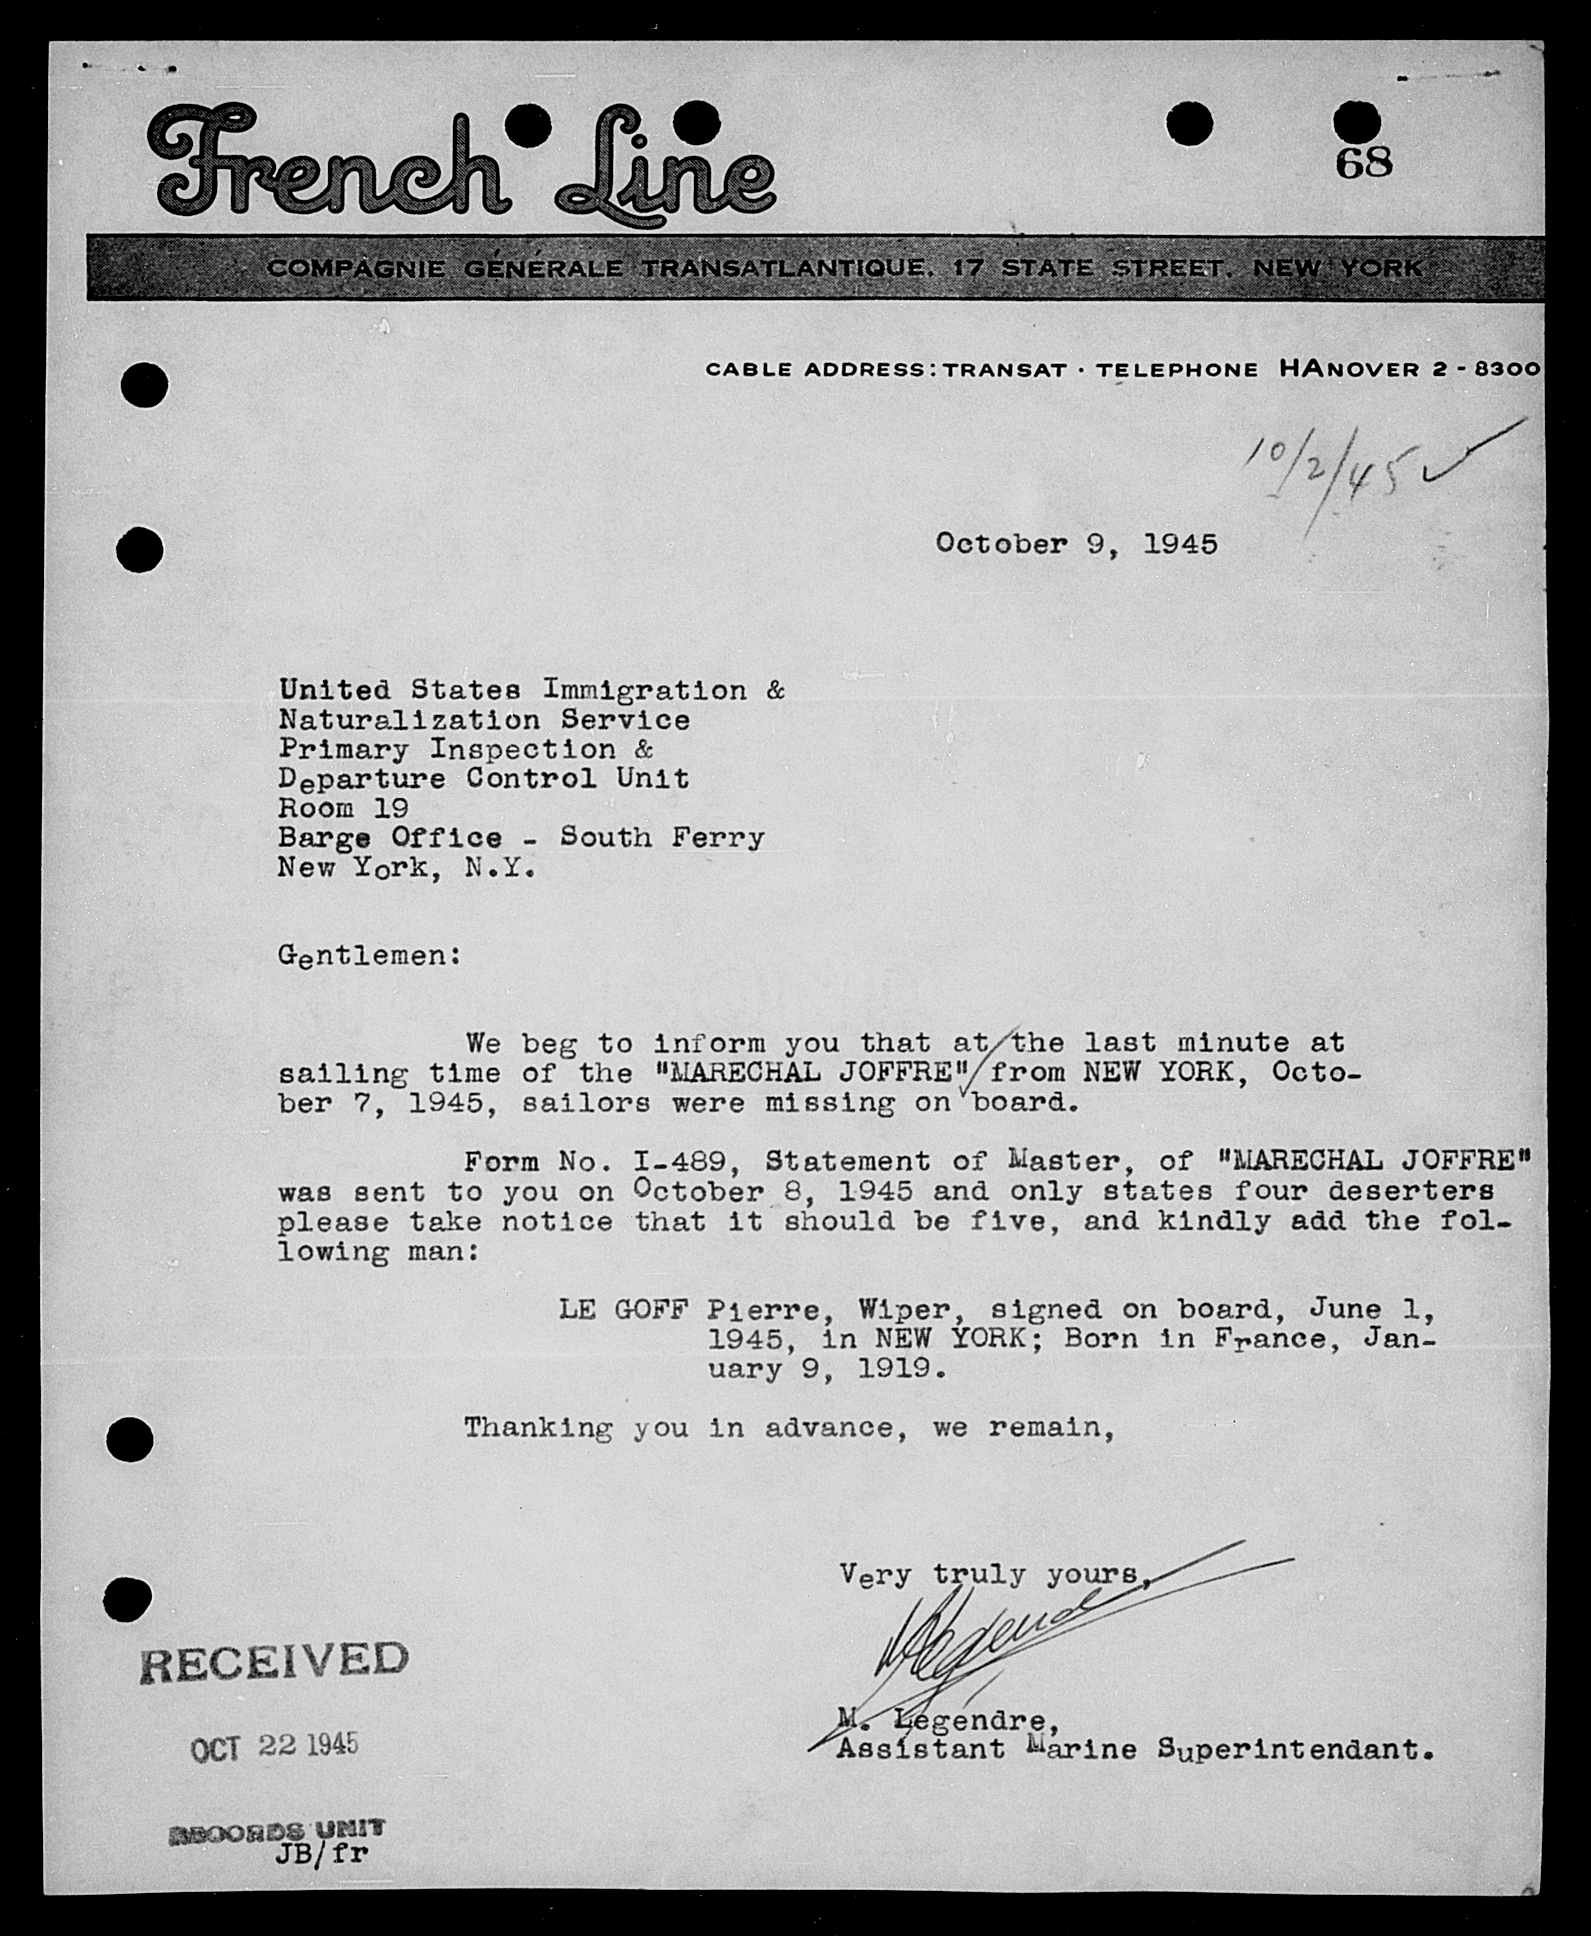 French Line
68
COMPAGNIE GÉNÉRALE TRANSATLANTIQUE. 17 STATE STREET. NEW YORK
CABLE ADDRESS: TRANSAT · TELEPHONE HANOVER 2 - 8300
10/2/45 ✓
October 9, 1945
United States Immigration &
Naturalization Service
Primary Inspection &
Departure Control Unit
Room 19
Barge Office - South Ferry
New York, N.Y.
Gentlemen:
We beg to inform you that at the last minute at
sailing time of the "MARECHAL JOFFRE" from NEW YORK, Octo-
ber 7, 1945, sailors were missing on board.
Form No. I-489, Statement of Master, of "MARECHAL JOFFRE"
was sent to you on October 8, 1945 and only states four deserters
please take notice that it should be five, and kindly add the fol-
lowing man:
LE GOFF Pierre, Wiper, signed on board, June 1,
1945, in NEW YORK; Born in France, Jan-
uary 9, 1919.
Thanking you in advance, we remain,
Very truly yours,
MLegendre
M. Legendre,
Assistant Marine Superintendant.
RECEIVED
OCT 22 1945
RECORDS UNIT
JB/fr